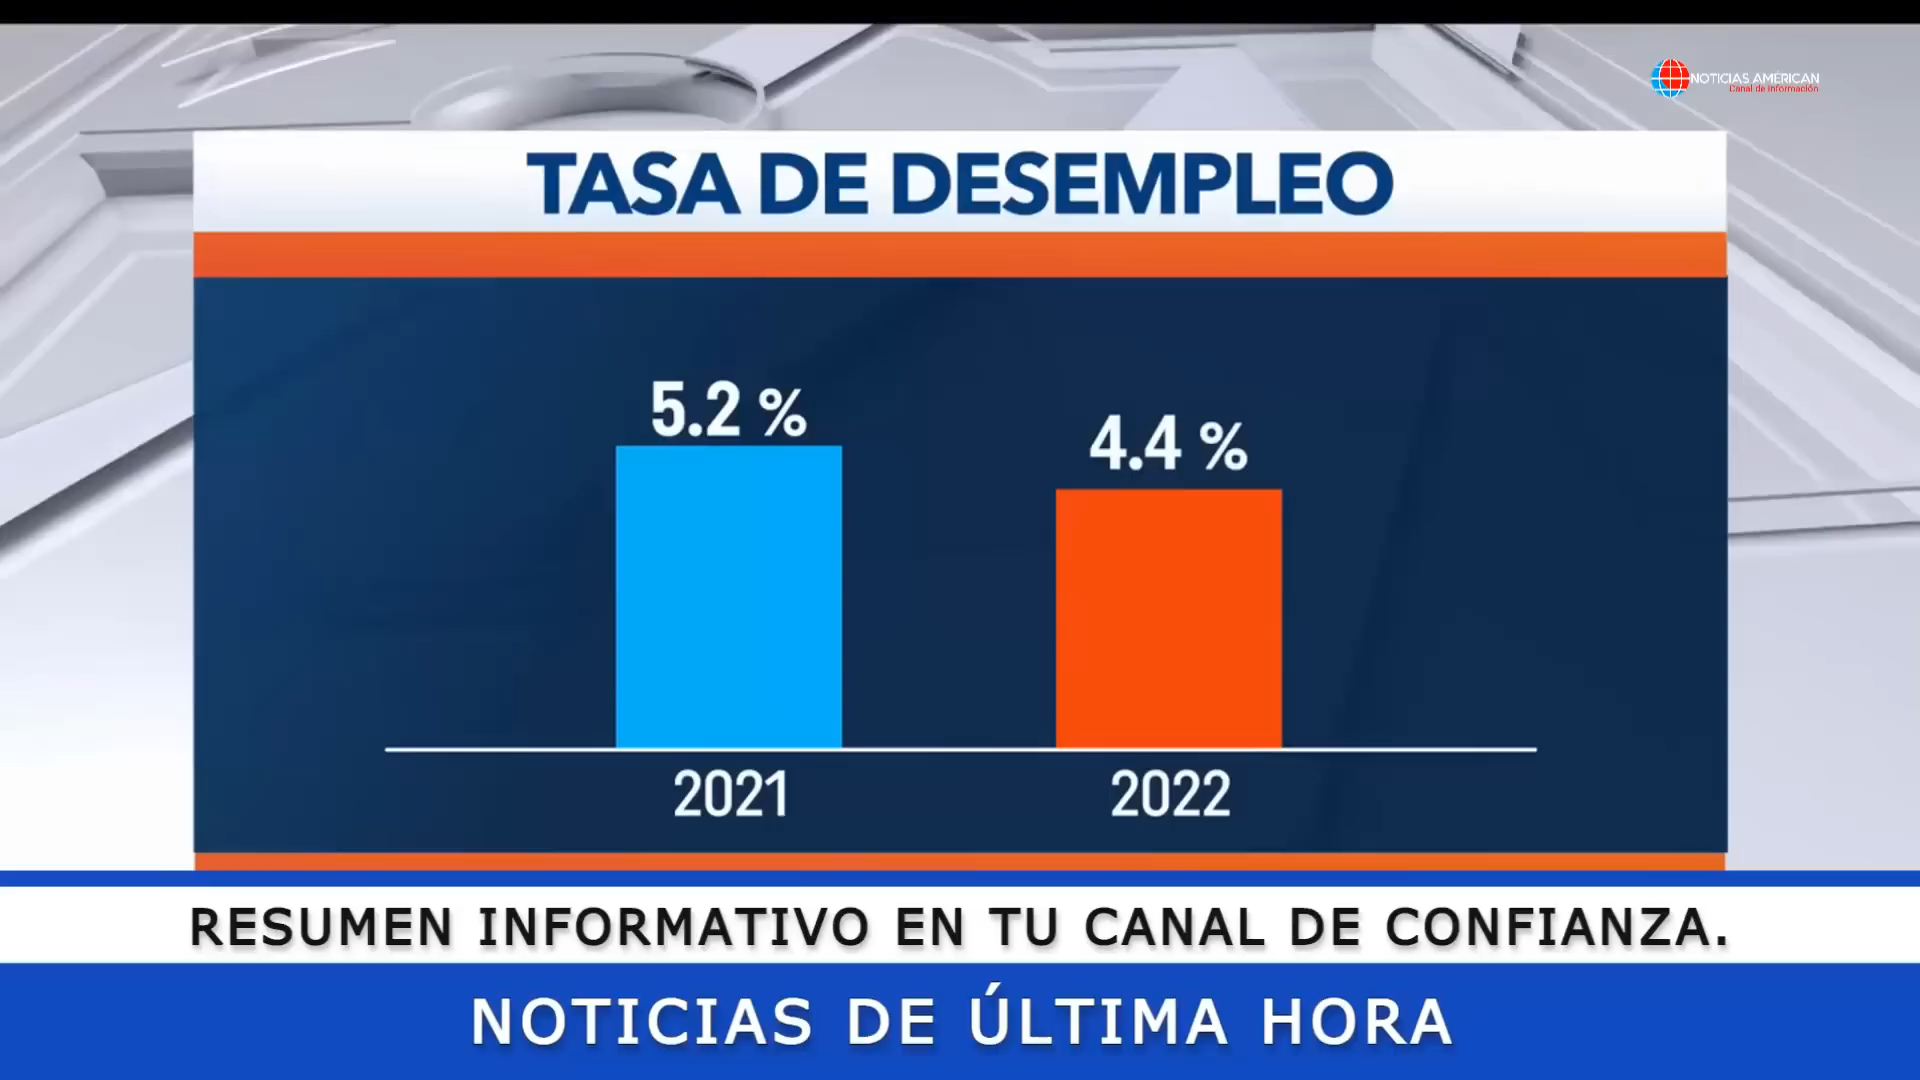 NOTICIAS AMÉRICAN
Canal de Información
TASA DE DESEMPLEO
5.2 %
4.4 %
2021
2022
RESUMEN INFORMATIVO EN TU CANAL DE CONFIANZA.
NOTICIAS DE ÚLTIMA HORA